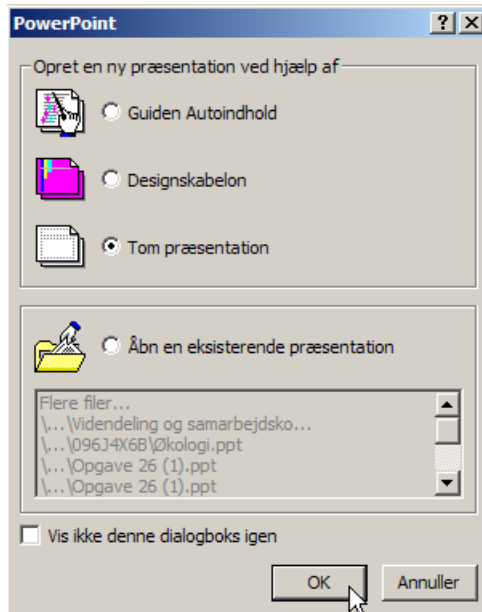 PowerPoint
Opret en ny præsentation ved hjælp af
Guiden Autoindhold
Designskabelon
Tom præsentation
Åbn en eksisterende præsentation
Flere filer...
\...\Videndeling og samarbejdsko...
\...\096J4X6B\Økologi.ppt
\...\Opgave 26 (1).ppt
\...\Opgave 26 (1).ppt
Vis ikke denne dialogboks igen
OK Annuller